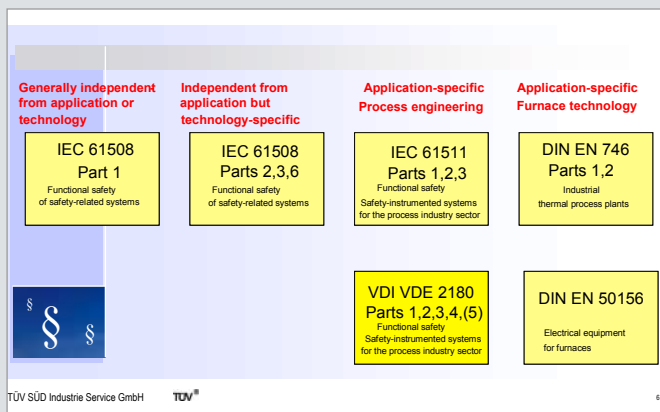 Generally independent
from application or
technology
Independent from
application but
technology-specific
Application-specific
Process engineering
Application-specific
Furnace technology
IEC 61508
Part 1
Functional safety
of safety-related systems
IEC 61508
Parts 2,3,6
Functional safety
of safety-related systems
IEC 61511
Parts 1,2,3
Functional safety
Safety-instrumented systems
for the process industry sector
DIN EN 746
Parts 1,2
Industrial
thermal process plants
VDI VDE 2180
Parts 1,2,3,4,(5)
Functional safety
Safety-instrumented systems
for the process industry sector
DIN EN 50156
Electrical equipment
for furnaces
§ § §
TÜV SÜD Industrie Service GmbH TÜV ® 6